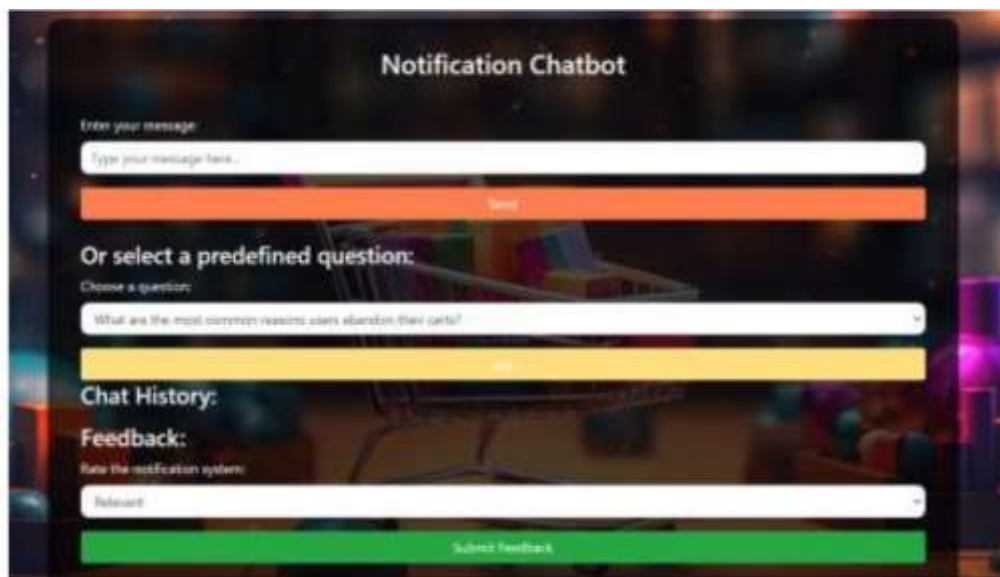 Notification Chatbot
Enter your message:
Type your message here...
Send
Or select a predefined question:
Choose a question:
What are the most common reasons users abandon their carts?
Chat History:
Feedback:
Rate the notification system:
Relevant
Submit Feedback